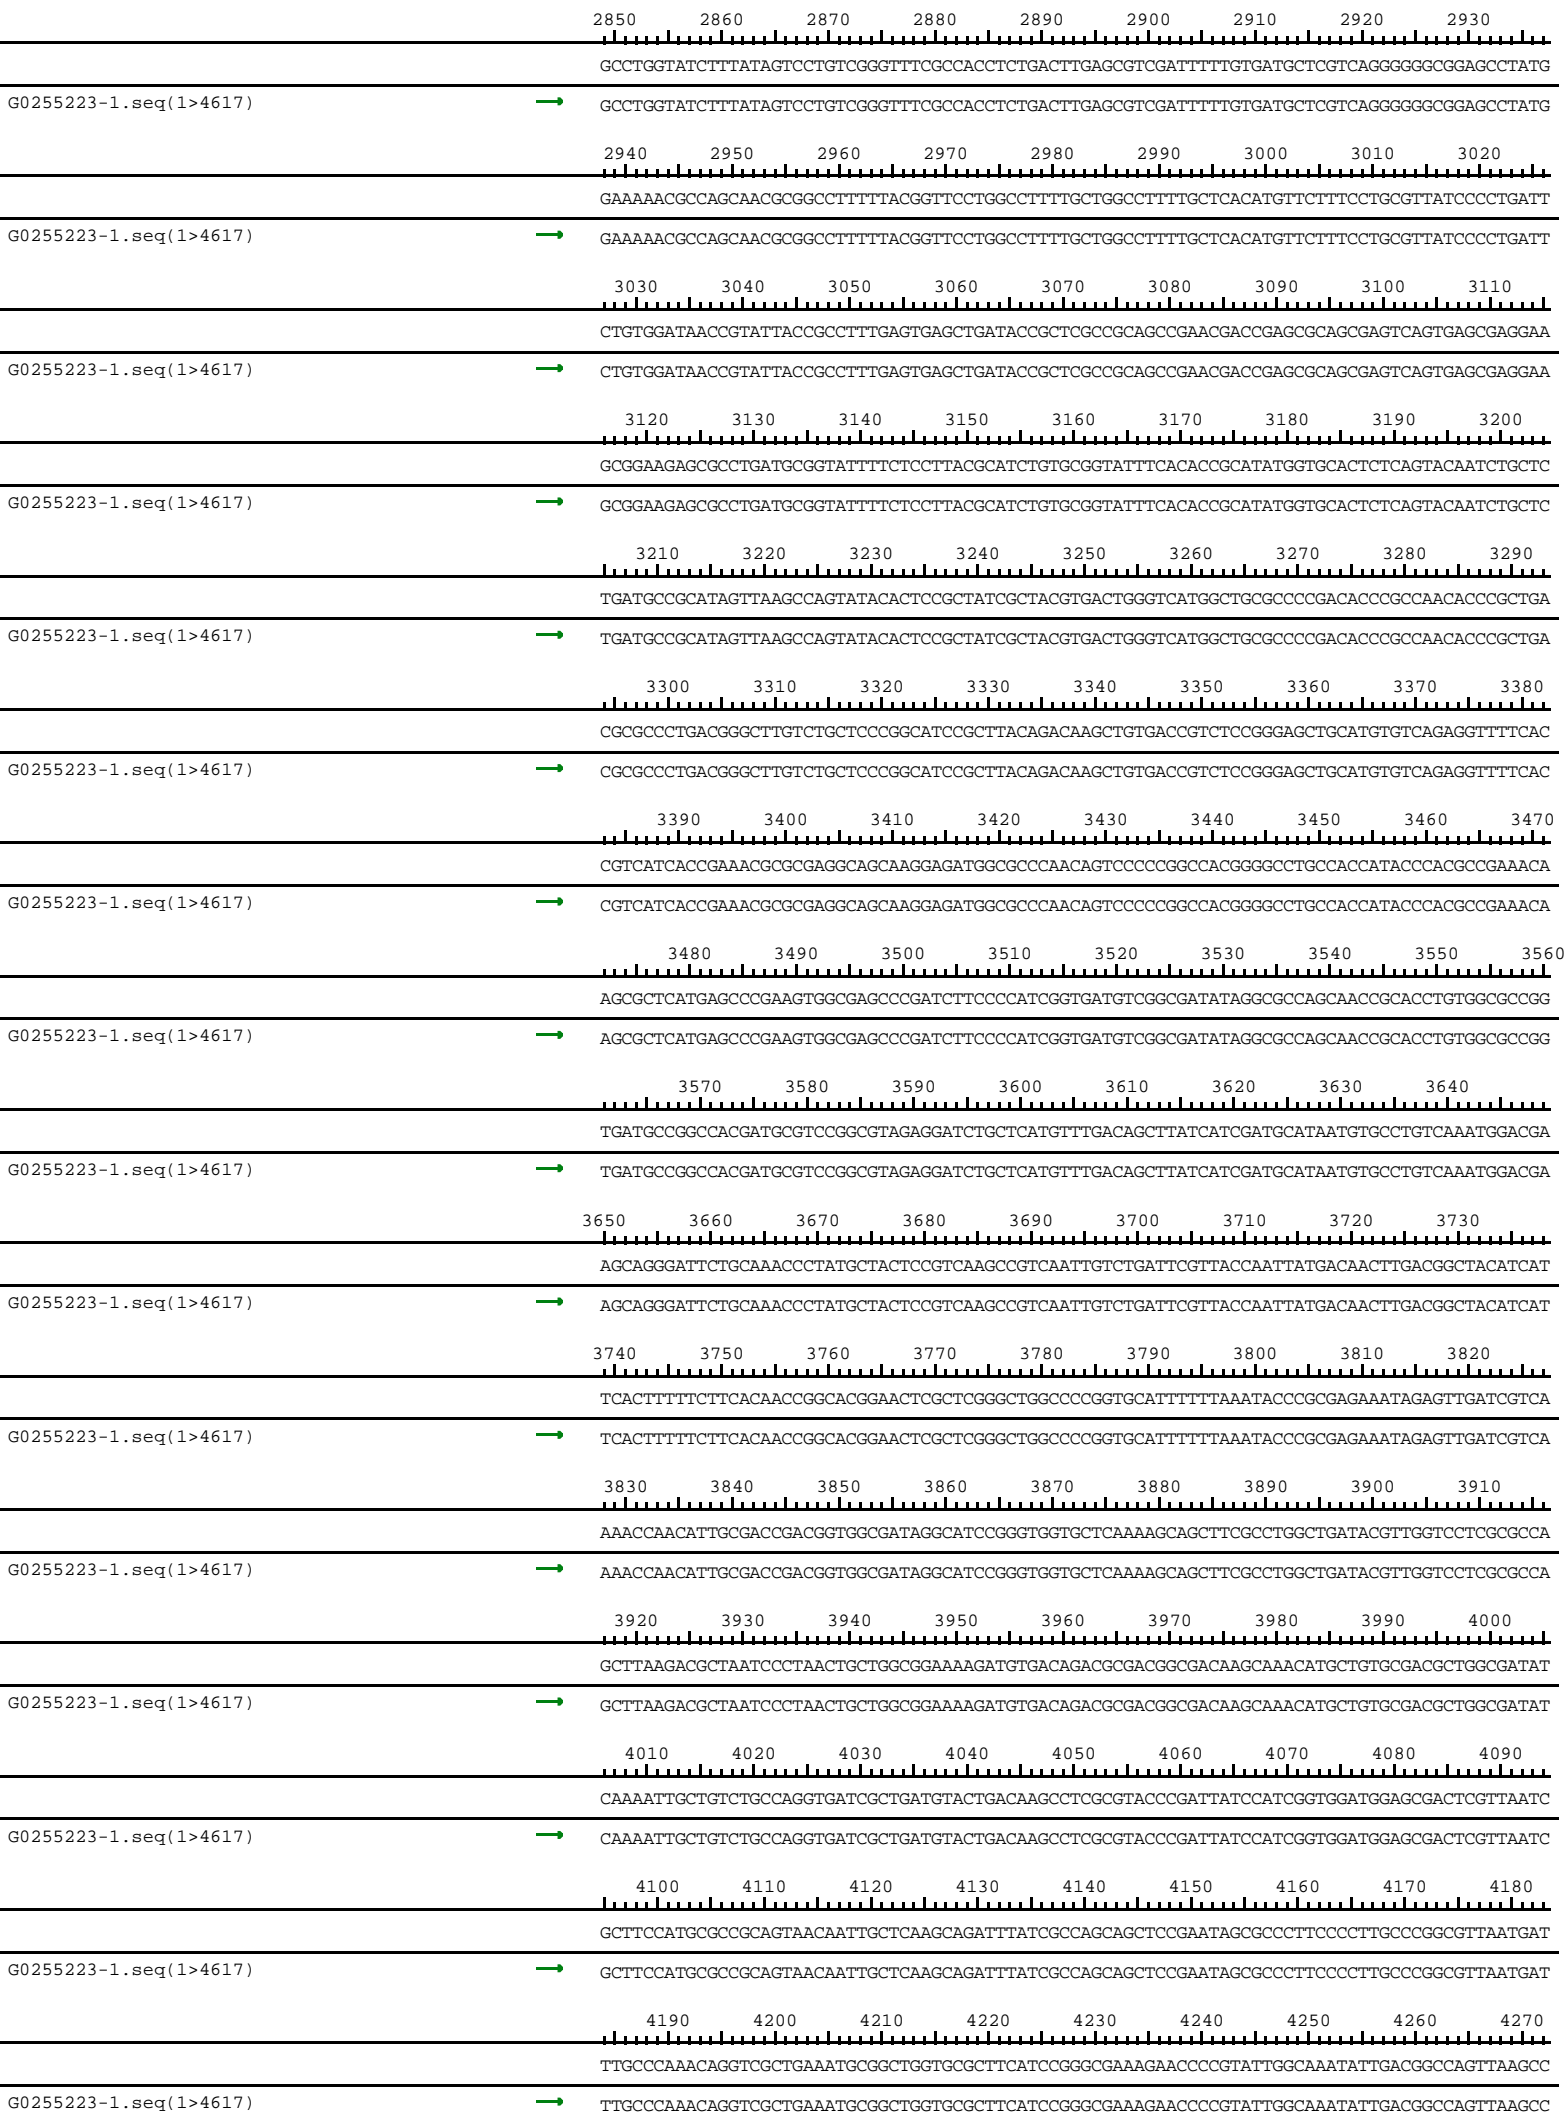 2850 2860 2870 2880 2890 2900 2910 2920 2930
GCCTGGTATCTTTATAGTCCTGTCGGGTTTCGCCACCTCTGACTTGAGCGTCGATTTTTGTGATGCTCGTCAGGGGGGCGGAGCCTATG
G0255223-1.seq(1>4617) GCCTGGTATCTTTATAGTCCTGTCGGGTTTCGCCACCTCTGACTTGAGCGTCGATTTTTGTGATGCTCGTCAGGGGGGCGGAGCCTATG
2940 2950 2960 2970 2980 2990 3000 3010 3020
GAAAAACGCCAGCAACGCGGCCTTTTTACGGTTCCTGGCCTTTTGCTGGCCTTTTGCTCACATGTTCTTTCCTGCGTTATCCCCTGATT
G0255223-1.seq(1>4617) GAAAAACGCCAGCAACGCGGCCTTTTTACGGTTCCTGGCCTTTTGCTGGCCTTTTGCTCACATGTTCTTTCCTGCGTTATCCCCTGATT
3030 3040 3050 3060 3070 3080 3090 3100 3110
CTGTGGATAACCGTATTACCGCCTTTGAGTGAGCTGATACCGCTCGCCGCAGCCGAACGACCGAGCGCAGCGAGTCAGTGAGCGAGGAA
G0255223-1.seq(1>4617) CTGTGGATAACCGTATTACCGCCTTTGAGTGAGCTGATACCGCTCGCCGCAGCCGAACGACCGAGCGCAGCGAGTCAGTGAGCGAGGAA
3120 3130 3140 3150 3160 3170 3180 3190 3200
GCGGAAGAGCGCCTGATGCGGTATTTTCTCCTTACGCATCTGTGCGGTATTTCACACCGCATATGGTGCACTCTCAGTACAATCTGCTC
G0255223-1.seq(1>4617) GCGGAAGAGCGCCTGATGCGGTATTTTCTCCTTACGCATCTGTGCGGTATTTCACACCGCATATGGTGCACTCTCAGTACAATCTGCTC
3210 3220 3230 3240 3250 3260 3270 3280 3290
TGATGCCGCATAGTTAAGCCAGTATACACTCCGCTATCGCTACGTGACTGGGTCATGGCTGCGCCCCGACACCCGCCAACACCCGCTGA
G0255223-1.seq(1>4617) TGATGCCGCATAGTTAAGCCAGTATACACTCCGCTATCGCTACGTGACTGGGTCATGGCTGCGCCCCGACACCCGCCAACACCCGCTGA
3300 3310 3320 3330 3340 3350 3360 3370 3380
CGCGCCCTGACGGGCTTGTCTGCTCCCGGCATCCGCTTACAGACAAGCTGTGACCGTCTCCGGGAGCTGCATGTGTCAGAGGTTTTCAC
G0255223-1.seq(1>4617) CGCGCCCTGACGGGCTTGTCTGCTCCCGGCATCCGCTTACAGACAAGCTGTGACCGTCTCCGGGAGCTGCATGTGTCAGAGGTTTTCAC
3390 3400 3410 3420 3430 3440 3450 3460 3470
CGTCATCACCGAAACGCGCGAGGCAGCAAGGAGATGGCGCCCAACAGTCCCCCGGCCACGGGGCCTGCCACCATACCCACGCCGAAACA
G0255223-1.seq(1>4617) CGTCATCACCGAAACGCGCGAGGCAGCAAGGAGATGGCGCCCAACAGTCCCCCGGCCACGGGGCCTGCCACCATACCCACGCCGAAACA
3480 3490 3500 3510 3520 3530 3540 3550 3560
AGCGCTCATGAGCCCGAAGTGGCGAGCCCGATCTTCCCCATCGGTGATGTCGGCGATATAGGCGCCAGCAACCGCACCTGTGGCGCCGG
G0255223-1.seq(1>4617) AGCGCTCATGAGCCCGAAGTGGCGAGCCCGATCTTCCCCATCGGTGATGTCGGCGATATAGGCGCCAGCAACCGCACCTGTGGCGCCGG
3570 3580 3590 3600 3610 3620 3630 3640
TGATGCCGGCCACGATGCGTCCGGCGTAGAGGATCTGCTCATGTTTGACAGCTTATCATCGATGCATAATGTGCCTGTCAAATGGACGA
G0255223-1.seq(1>4617) TGATGCCGGCCACGATGCGTCCGGCGTAGAGGATCTGCTCATGTTTGACAGCTTATCATCGATGCATAATGTGCCTGTCAAATGGACGA
3650 3660 3670 3680 3690 3700 3710 3720 3730
AGCAGGGATTCTGCAAACCCTATGCTACTCCGTCAAGCCGTCAATTGTCTGATTCGTTACCAATTATGACAACTTGACGGCTACATCAT
G0255223-1.seq(1>4617) AGCAGGGATTCTGCAAACCCTATGCTACTCCGTCAAGCCGTCAATTGTCTGATTCGTTACCAATTATGACAACTTGACGGCTACATCAT
3740 3750 3760 3770 3780 3790 3800 3810 3820
TCACTTTTTCTTCACAACCGGCACGGAACTCGCTCGGGCTGGCCCCGGTGCATTTTTTAAATACCCGCGAGAAATAGAGTTGATCGTCA
G0255223-1.seq(1>4617) TCACTTTTTCTTCACAACCGGCACGGAACTCGCTCGGGCTGGCCCCGGTGCATTTTTTAAATACCCGCGAGAAATAGAGTTGATCGTCA
3830 3840 3850 3860 3870 3880 3890 3900 3910
AAACCAACATTGCGACCGACGGTGGCGATAGGCATCCGGGTGGTGCTCAAAAGCAGCTTCGCCTGGCTGATACGTTGGTCCTCGCGCCA
G0255223-1.seq(1>4617) AAACCAACATTGCGACCGACGGTGGCGATAGGCATCCGGGTGGTGCTCAAAAGCAGCTTCGCCTGGCTGATACGTTGGTCCTCGCGCCA
3920 3930 3940 3950 3960 3970 3980 3990 4000
GCTTAAGACGCTAATCCCTAACTGCTGGCGGAAAAGATGTGACAGACGCGACGGCGACAAGCAAACATGCTGTGCGACGCTGGCGATAT
G0255223-1.seq(1>4617) GCTTAAGACGCTAATCCCTAACTGCTGGCGGAAAAGATGTGACAGACGCGACGGCGACAAGCAAACATGCTGTGCGACGCTGGCGATAT
4010 4020 4030 4040 4050 4060 4070 4080 4090
CAAAATTGCTGTCTGCCAGGTGATCGCTGATGTACTGACAAGCCTCGCGTACCCGATTATCCATCGGTGGATGGAGCGACTCGTTAATC
G0255223-1.seq(1>4617) CAAAATTGCTGTCTGCCAGGTGATCGCTGATGTACTGACAAGCCTCGCGTACCCGATTATCCATCGGTGGATGGAGCGACTCGTTAATC
4100 4110 4120 4130 4140 4150 4160 4170 4180
GCTTCCATGCGCCGCAGTAACAATTGCTCAAGCAGATTTATCGCCAGCAGCTCCGAATAGCGCCCTTCCCCTTGCCCGGCGTTAATGAT
G0255223-1.seq(1>4617) GCTTCCATGCGCCGCAGTAACAATTGCTCAAGCAGATTTATCGCCAGCAGCTCCGAATAGCGCCCTTCCCCTTGCCCGGCGTTAATGAT
4190 4200 4210 4220 4230 4240 4250 4260 4270
TTGCCCAAACAGGTCGCTGAAATGCGGCTGGTGCGCTTCATCCGGGCGAAAGAACCCCGTATTGGCAAATATTGACGGCCAGTTAAGCC
G0255223-1.seq(1>4617) TTGCCCAAACAGGTCGCTGAAATGCGGCTGGTGCGCTTCATCCGGGCGAAAGAACCCCGTATTGGCAAATATTGACGGCCAGTTAAGCC